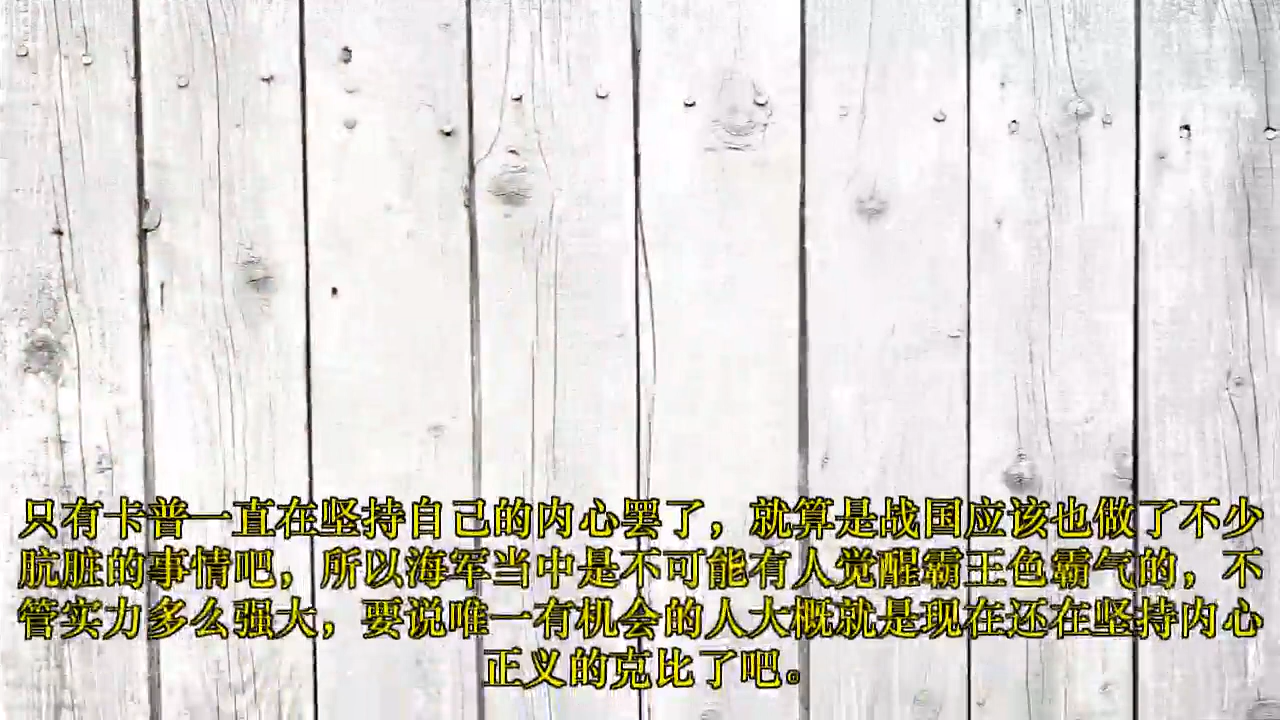 只有卡普一直在坚持自己的内心罢了，就算是战国应该也做了不少
肮脏的事情吧，所以海军当中是不可能有人觉醒霸王色霸气的，不
管实力多么强大，要说唯一有机会的人大概就是现在还在坚持内心
正义的克比了吧。